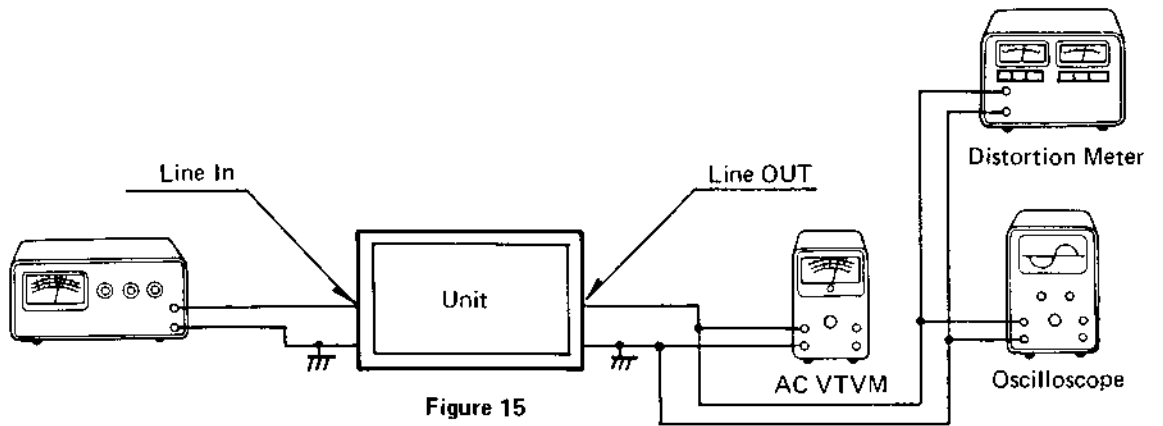 Line In
Line OUT
Unit
Distortion Meter
AC VTVM
Oscilloscope
Figure 15